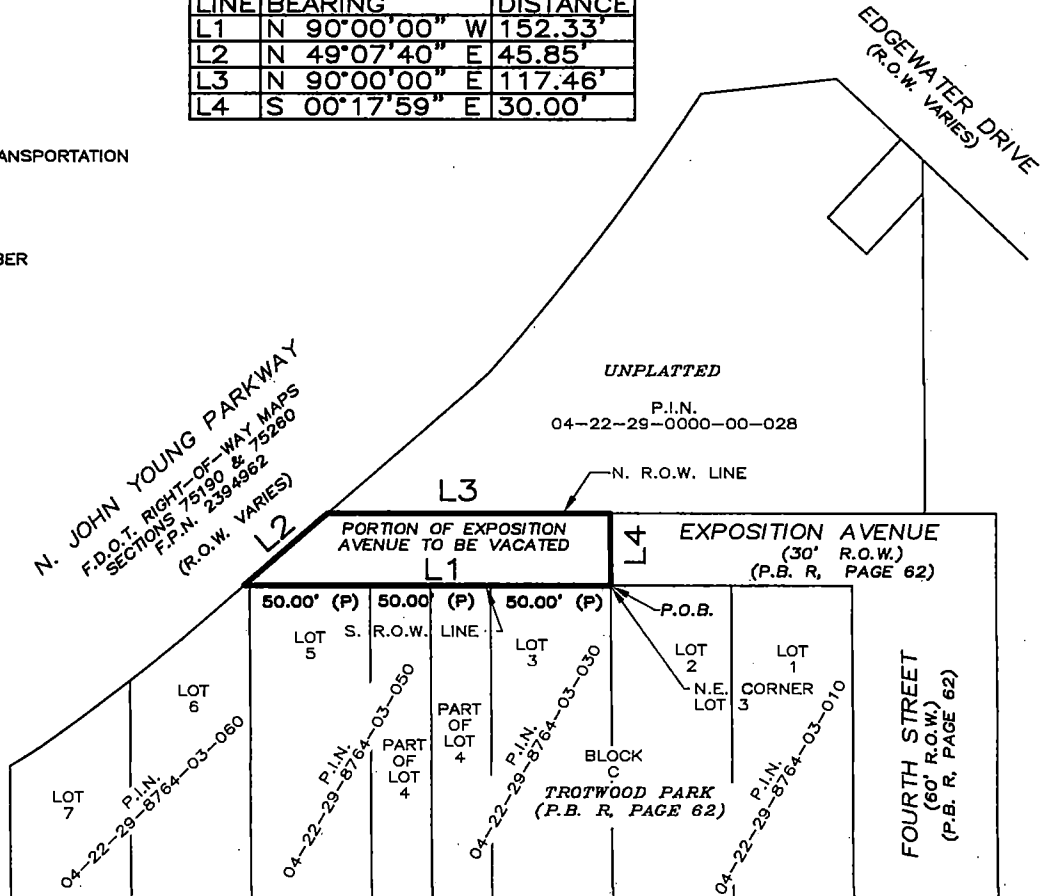 LINE BEARING DISTANCE
L1 N 90°00'00" W 152.33'
L2 N 49°07'40" E 45.85'
L3 N 90°00'00" E 117.46'
L4 S 00°17'59" E 30.00'
EDGEWATER DRIVE
(R.O.W. VARIES)
ANSPORTATION
BER
UNPLATTED
P.I.N.
04-22-29-0000-00-028
N. R.O.W. LINE
N. JOHN YOUNG PARKWAY
F.D.O.T. RIGHT-OF-WAY MAPS
SECTIONS 75190 & 75260
F.P.N. 2394962
(R.O.W. VARIES)
L2
L3
PORTION OF EXPOSITION
AVENUE TO BE VACATED
L1
L4
EXPOSITION AVENUE
(30' R.O.W.)
(P.B. R, PAGE 62)
50.00' (P) 50.00 (P) 50.00' (P)
P.O.B.
S. R.O.W. LINE
LOT
5
LOT
3
LOT
2
LOT
1
N.E. CORNER
LOT 3
LOT
6
LOT
7
PART
OF
LOT
4
PART
OF
LOT
4
P.I.N.
04-22-29-8764-03-060
P.I.N.
04-22-29-8764-03-050
P.I.N.
04-22-29-8764-03-030
P.I.N.
04-22-29-8764-03-010
BLOCK
C
TROTWOOD PARK
(P.B. R, PAGE 62)
FOURTH STREET
(60' R.O.W.)
(P.B. R, PAGE 62)